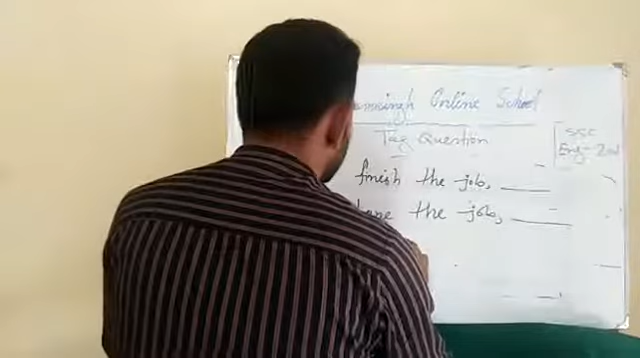 Online School
Tag Question
SSC
Eng- 2nd
finish the job, ____
the job, ____